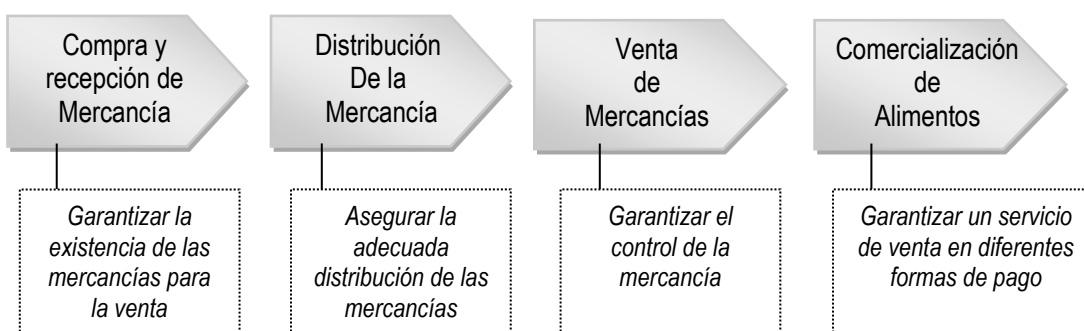 Compra y
recepción de
Mercancía
Distribución
De la
Mercancía
Venta
de
Mercancías
Comercialización
de
Alimentos
Garantizar la
existencia de las
mercancías para
la venta
Asegurar la
adecuada
distribución de las
mercancías
Garantizar el
control de la
mercancía
Garantizar un servicio
de venta en diferentes
formas de pago